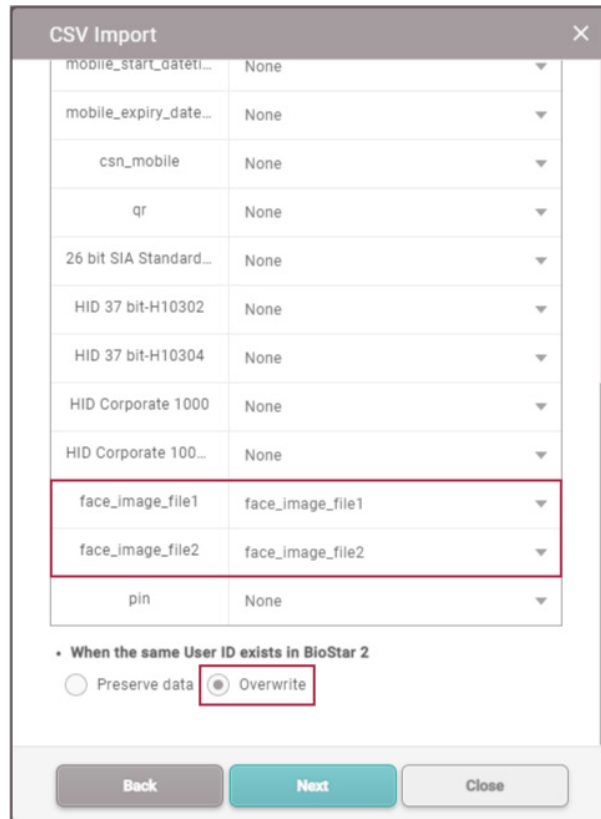 CSV Import
mobile_start_dateti... None
mobile_expiry_date... None
csn_mobile None
qr None
26 bit SIA Standard... None
HID 37 bit-H10302 None
HID 37 bit-H10304 None
HID Corporate 1000 None
HID Corporate 100... None
face_image_file1 face_image_file1
face_image_file2 face_image_file2
pin None
• When the same User ID exists in BioStar 2
Preserve data Overwrite
Back Next Close